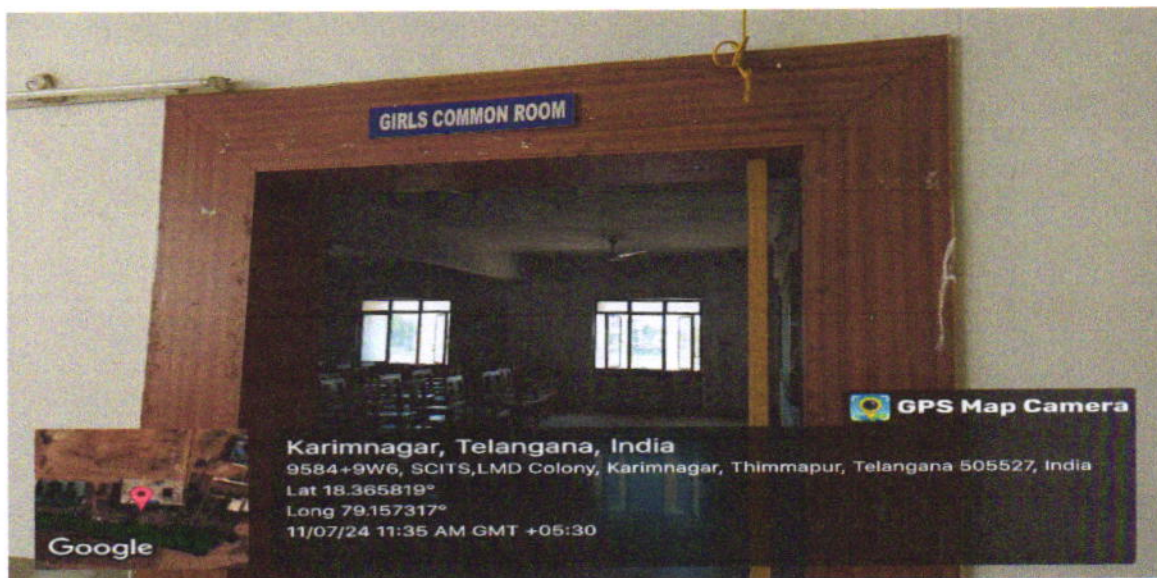 GIRLS COMMON ROOM
GPS Map Camera
Karimnagar, Telangana, India
9584+9W6, SCITS,LMD Colony, Karimnagar, Thimmapur, Telangana 505527, India
Lat 18.365819°
Long 79.157317°
11/07/24 11:35 AM GMT +05:30
Google